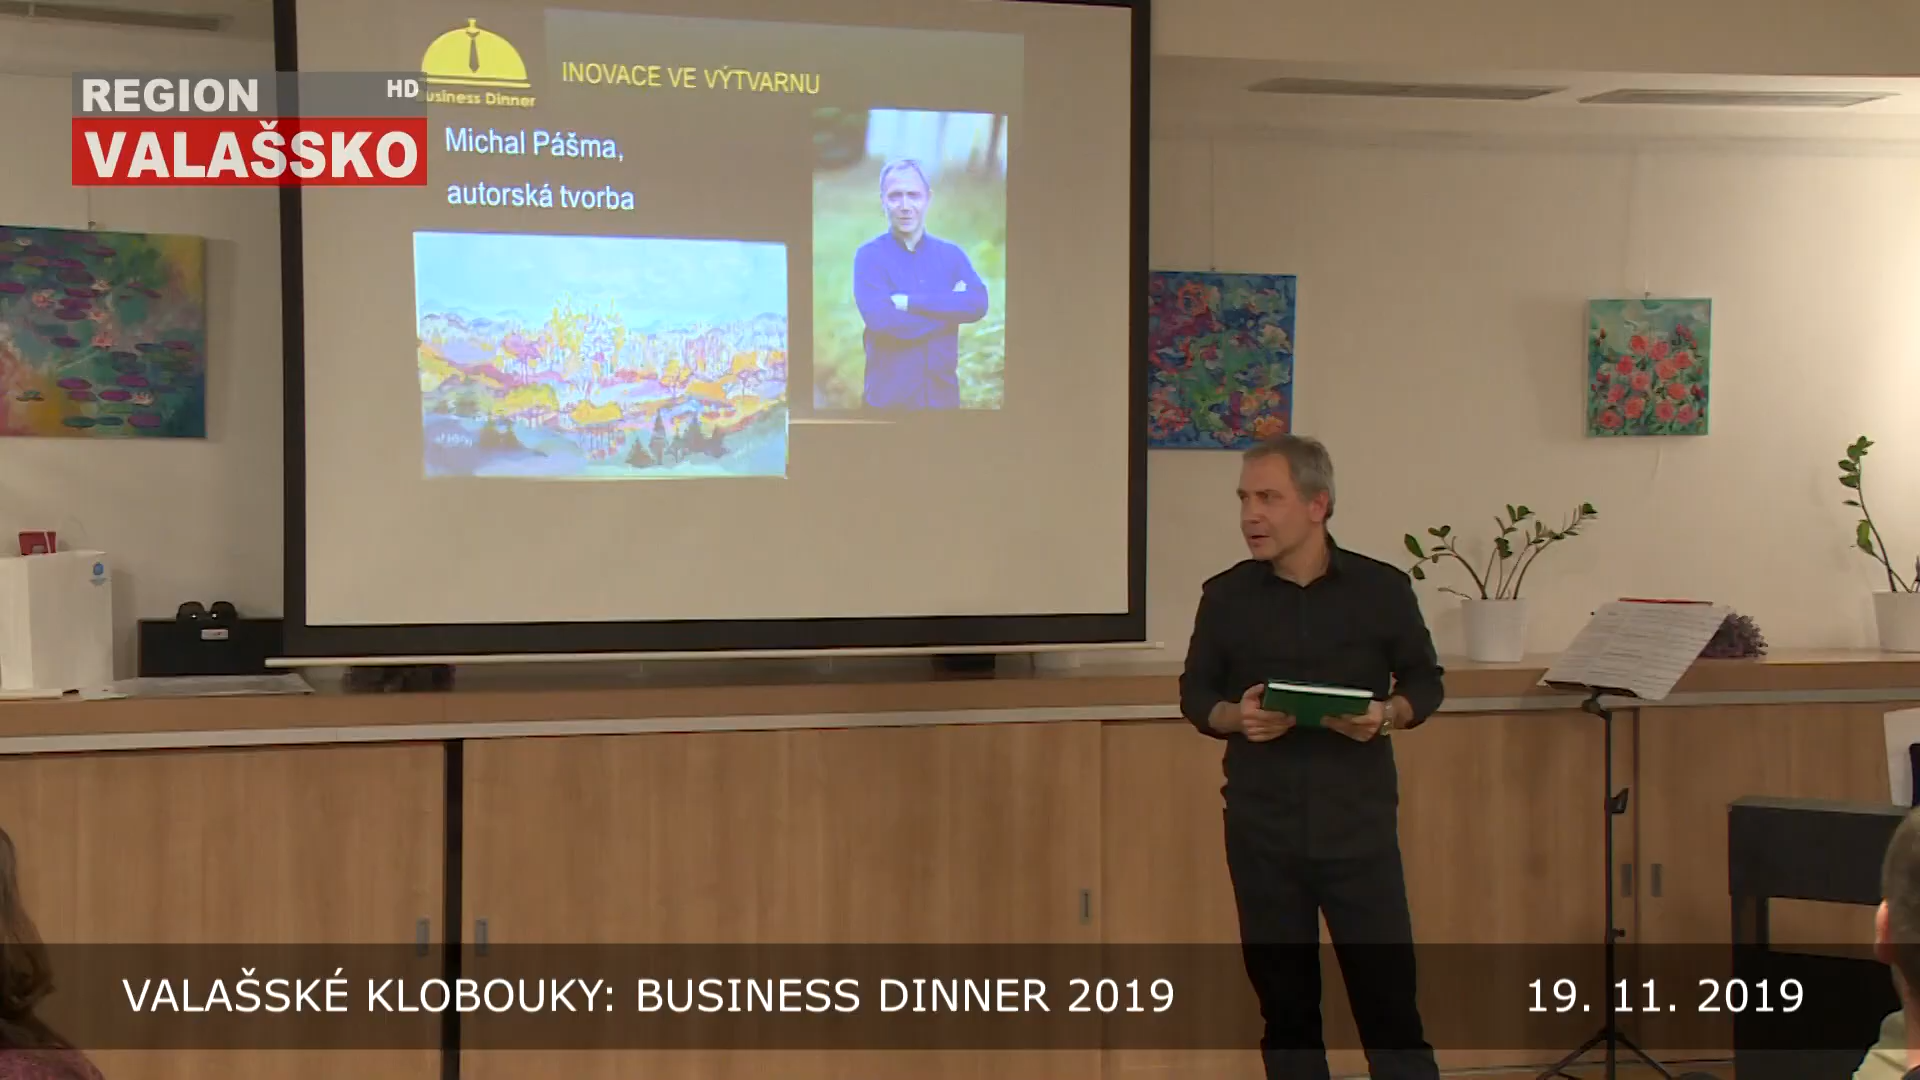 REGION HD
VALAŠSKO
Business Dinner
INOVACE VE VÝTVARNU
Michal Pášma,
autorská tvorba
VALAŠSKÉ KLOBOUKY: BUSINESS DINNER 2019
19. 11. 2019